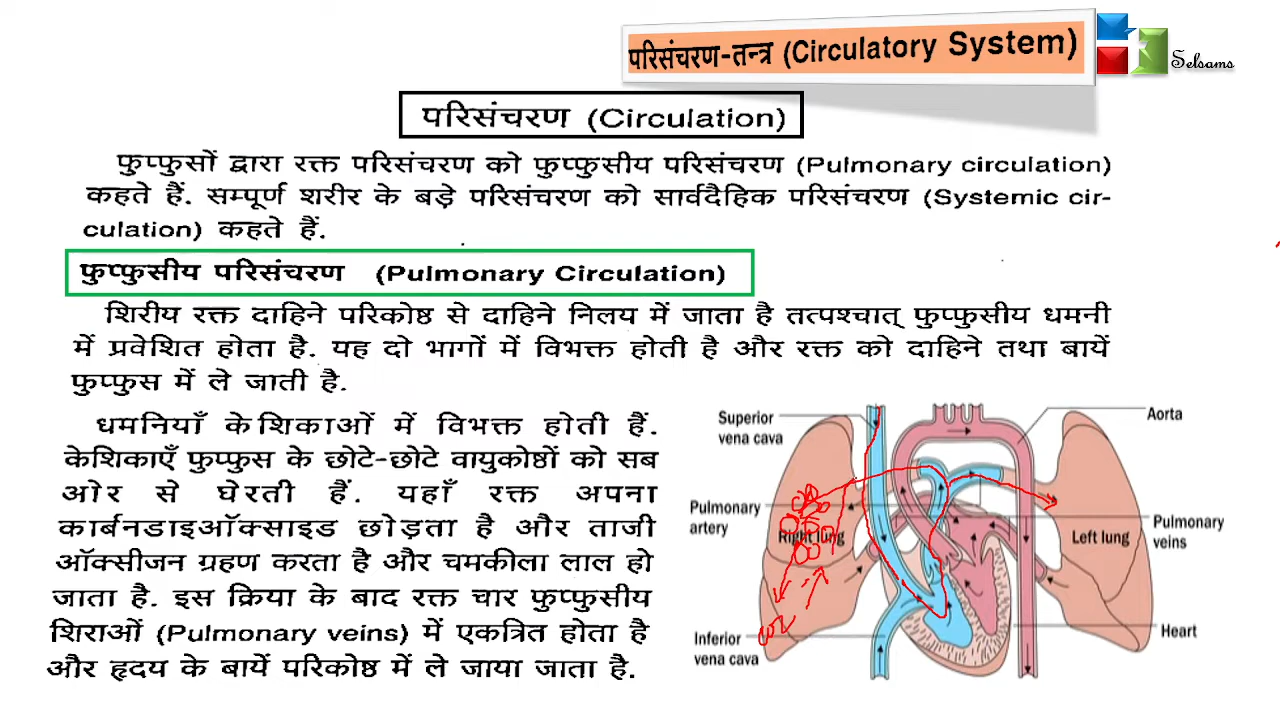 परिसंचरण-तन्त्र (Circulatory System)
Selsams
परिसंचरण (Circulation)
फुप्फुसों द्वारा रक्त परिसंचरण को फुप्फुसीय परिसंचरण (Pulmonary circulation)
कहते हैं. सम्पूर्ण शरीर के बड़े परिसंचरण को सार्वदैहिक परिसंचरण (Systemic cir-
culation) कहते हैं.
फुप्फुसीय परिसंचरण (Pulmonary Circulation)
शिरीय रक्त दाहिने परिकोष्ठ से दाहिने निलय में जाता है तत्पश्चात् फुप्फुसीय धमनी
में प्रवेशित होता है. यह दो भागों में विभक्त होती है और रक्त को दाहिने तथा बायें
फुप्फुस में ले जाती है.
धमनियाँ केशिकाओं में विभक्त होती हैं.
केशिकाएँ फुप्फुस के छोटे-छोटे वायुकोष्ठों को सब
ओर से घेरती हैं. यहाँ रक्त अपना
कार्बनडाइऑक्साइड छोड़ता है और ताजी
ऑक्सीजन ग्रहण करता है और चमकीला लाल हो
जाता है. इस क्रिया के बाद रक्त चार फुप्फुसीय
शिराओं (Pulmonary veins) में एकत्रित होता है
और हृदय के बायें परिकोष्ठ में ले जाया जाता है.
Superior
vena cava
Aorta
Pulmonary
artery
Right lung
Left lung
Pulmonary
veins
CO2
Inferior
vena cava
Heart